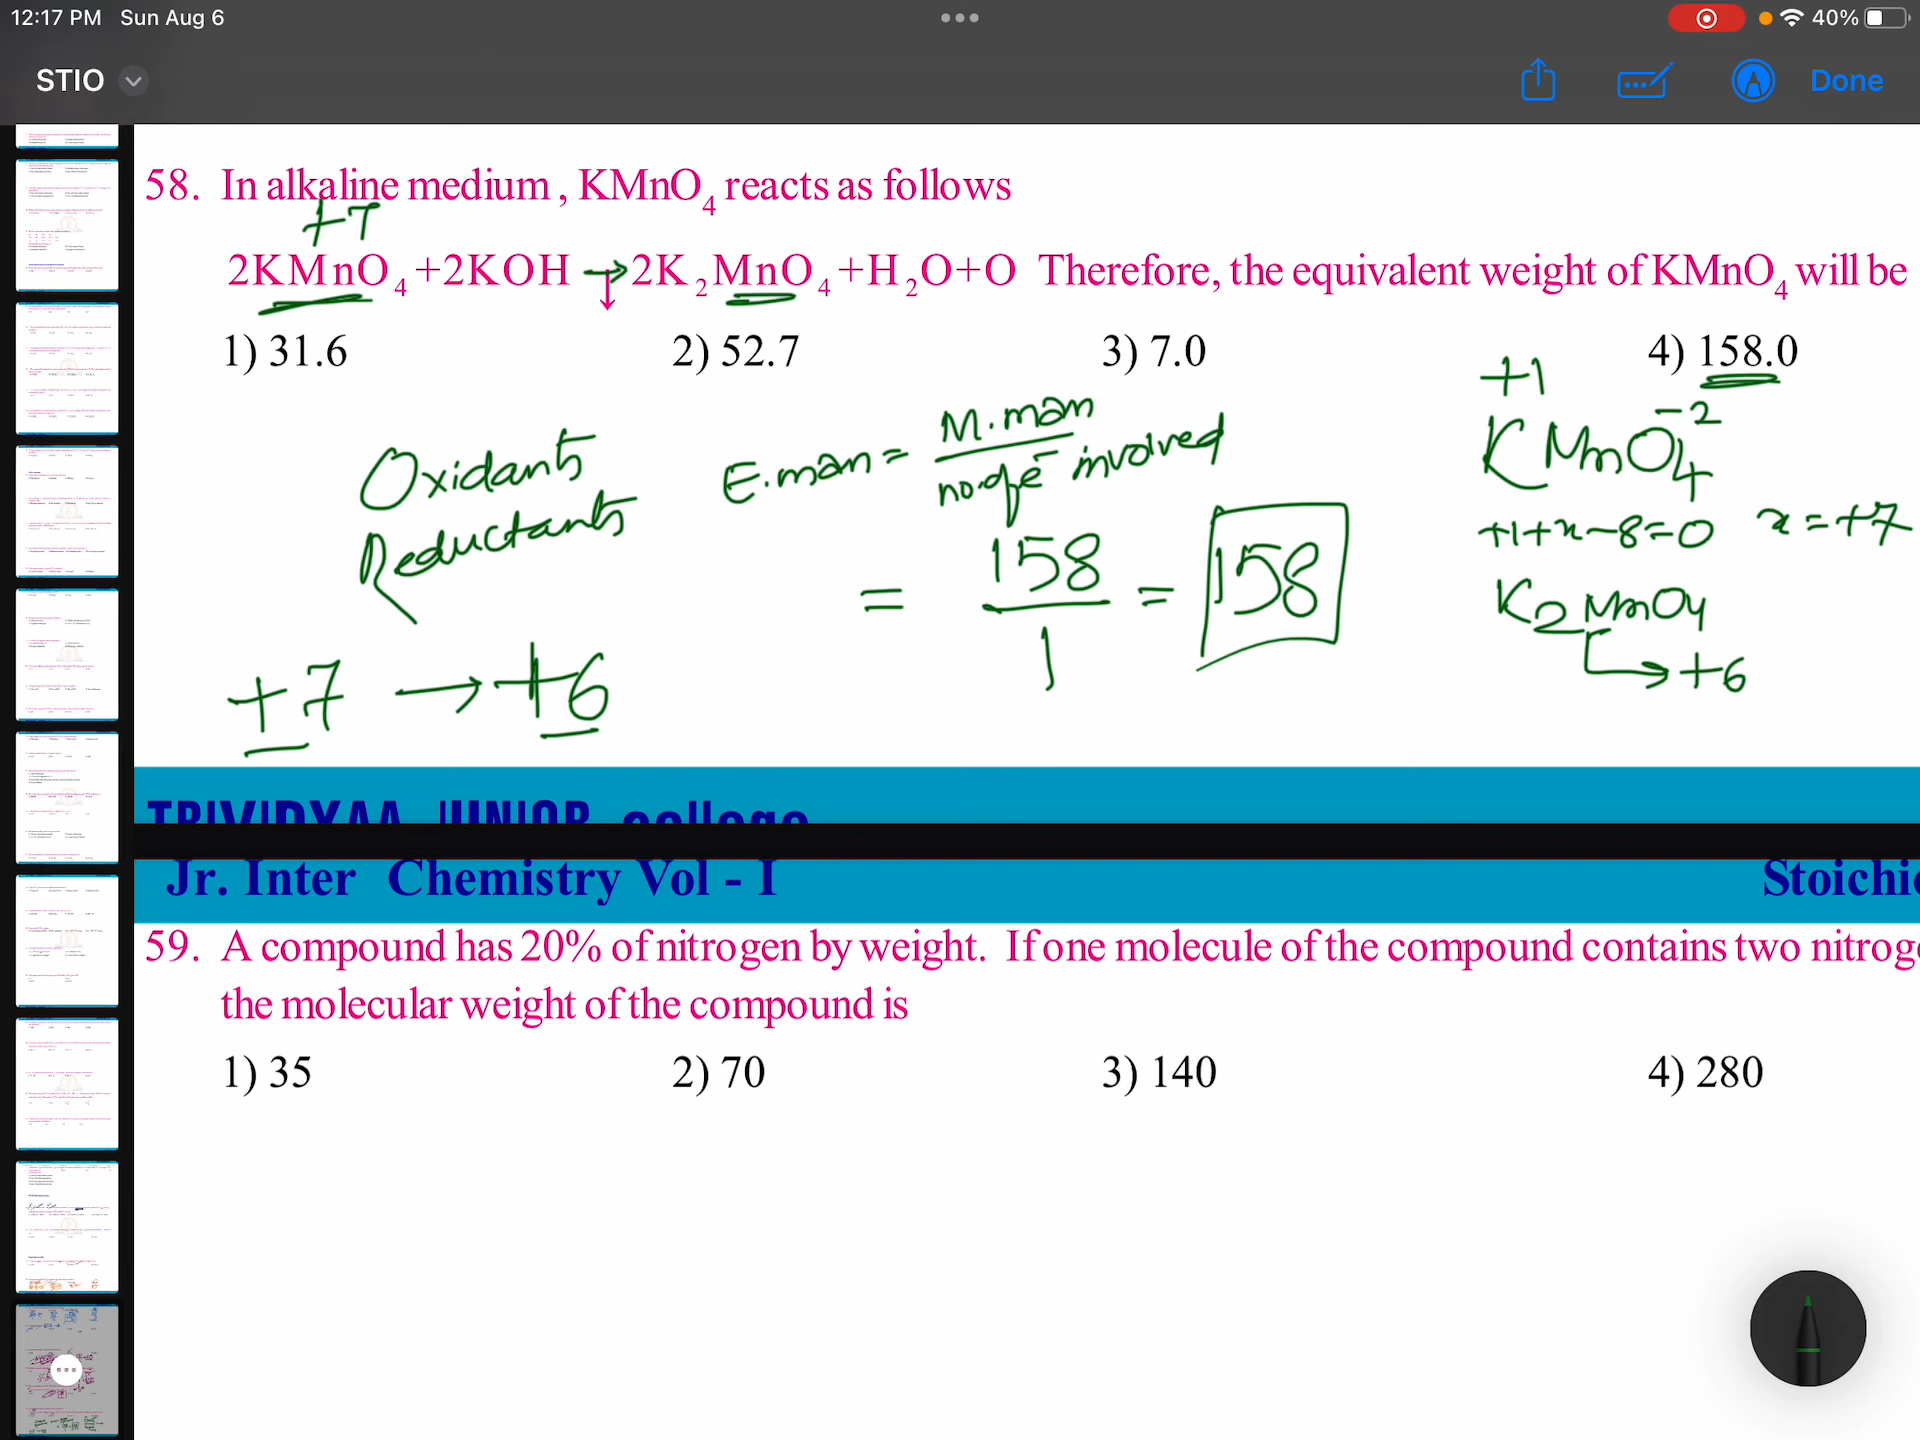 12:17 PM Sun Aug 6
40%
STIO
Done
58. In alkaline medium, KMnO₄ reacts as follows
+7
2KMnO₄+2KOH → 2K₂MnO₄+H₂O+O Therefore, the equivalent weight of KMnO₄ will be
1) 31.6 2) 52.7 3) 7.0 4) 158.0
Oxidants
Reductants
+7 → +6
E.man = M.man / no.of e⁻ involved
= 158 / 1 = 158
+1 -2
KMnO4
+1+x-8=0 x=+7
K2MnO4
→ +6
TRIVIDYAA JUNIOR college
Jr. Inter Chemistry Vol - I
59. A compound has 20% of nitrogen by weight. If one molecule of the compound contains two
the molecular weight of the compound is
1) 35 2) 70 3) 140 4) 280